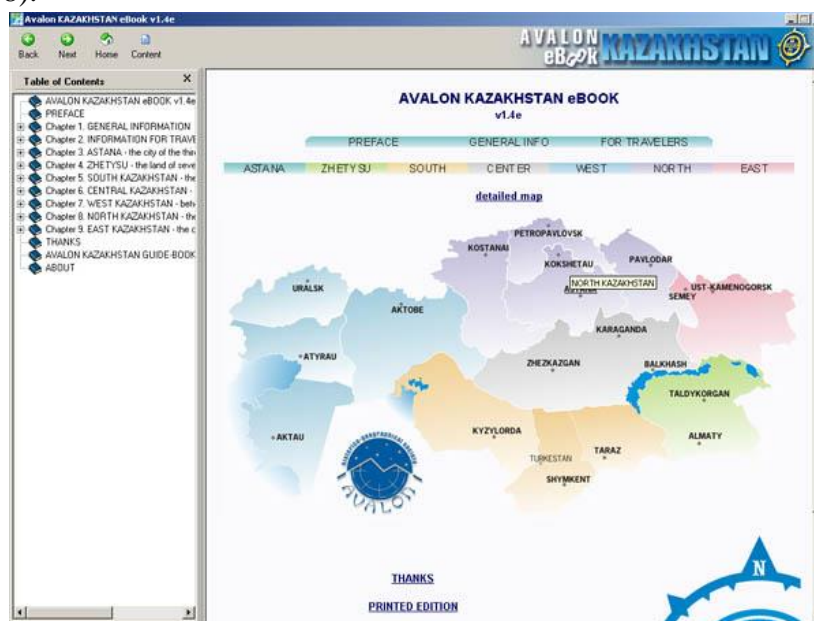 Avalon KAZAKHSTAN eBook v1.4e
Back Next Home Content
AVALON
eBook KAZAKHSTAN
Table of Contents
AVALON KAZAKHSTAN eBOOK v1.4e
PREFACE
Chapter 1. GENERAL INFORMATION
Chapter 2. INFORMATION FOR TRAVE
Chapter 3. ASTANA - the city of the thir
Chapter 4. ZHETYSU - the land of seve
Chapter 5. SOUTH KAZAKHSTAN - the
Chapter 6. CENTRAL KAZAKHSTAN -
Chapter 7. WEST KAZAKHSTAN - betv
Chapter 8. NORTH KAZAKHSTAN - the
Chapter 9. EAST KAZAKHSTAN - the c
THANKS
AVALON KAZAKHSTAN GUIDE-BOOK
ABOUT
AVALON KAZAKHSTAN eBOOK
v1.4e
PREFACE GENERAL INFO FOR TRAVELERS
ASTANA ZHETYSU SOUTH CENTER WEST NORTH EAST
detailed map
PETROPAVLOVSK
KOSTANAI
KOKSHETAU
PAVLODAR
NORTH KAZAKHSTAN
URALSK
UST-KAMENOGORSK
SEMEY
AKTOBE
KARAGANDA
ATYRAU
ZHEZKAZGAN
BALKHASH
TALDYKORGAN
AKTAU
KYZYLORDA
ALMATY
TARAZ
TURKESTAN
SHYMKENT
AVALON
N
THANKS
PRINTED EDITION